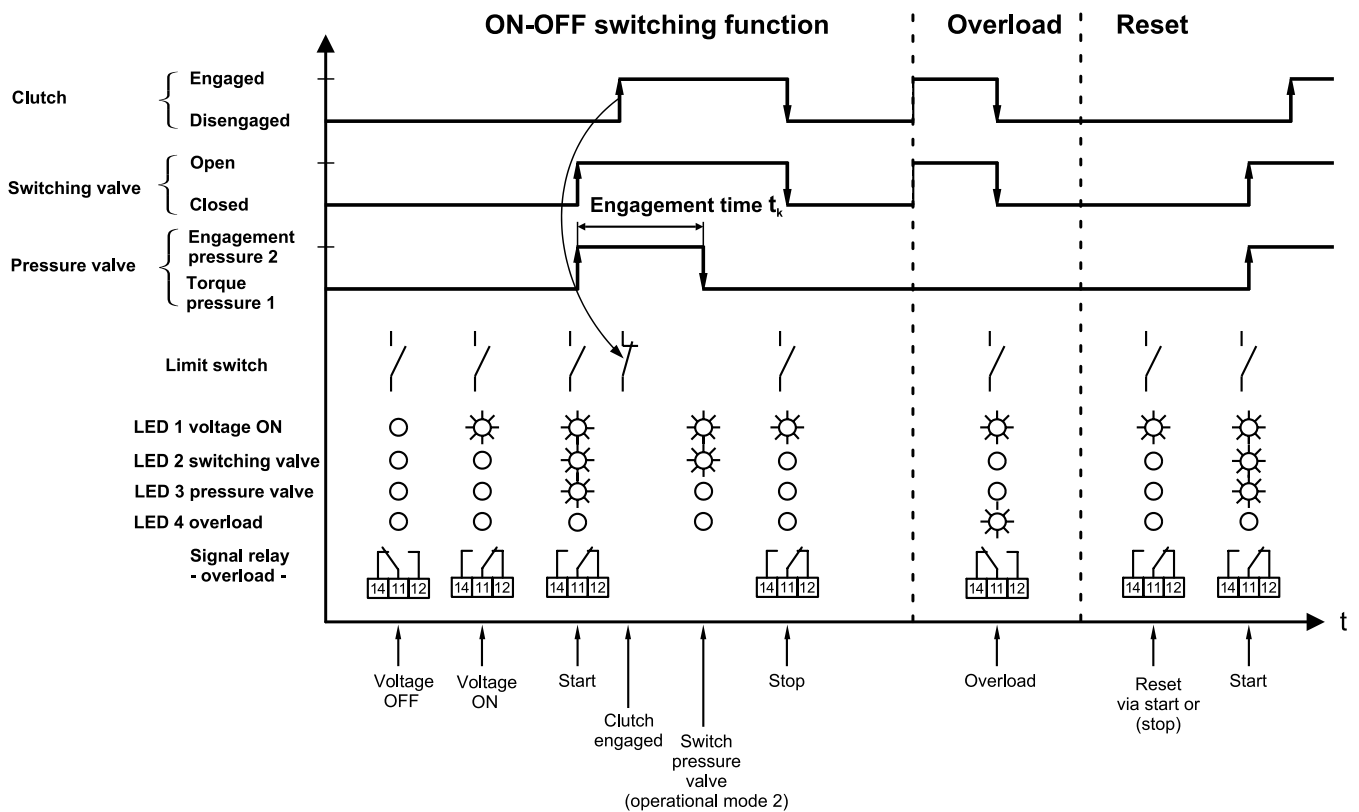 ON-OFF switching function
Overload
Reset
Clutch
Engaged
Disengaged
Switching valve
Open
Closed
Engagement time tk
Pressure valve
Engagement
pressure 2
Torque
pressure 1
Limit switch
LED 1 voltage ON
LED 2 switching valve
LED 3 pressure valve
LED 4 overload
Signal relay
- overload -
14 11 12
14 11 12
14 11 12
14 11 12
14 11 12
14 11 12
14 11 12
t
Voltage
OFF
Voltage
ON
Start
Clutch
engaged
Switch
pressure
valve
(operational mode 2)
Stop
Overload
Reset
via start or
(stop)
Start